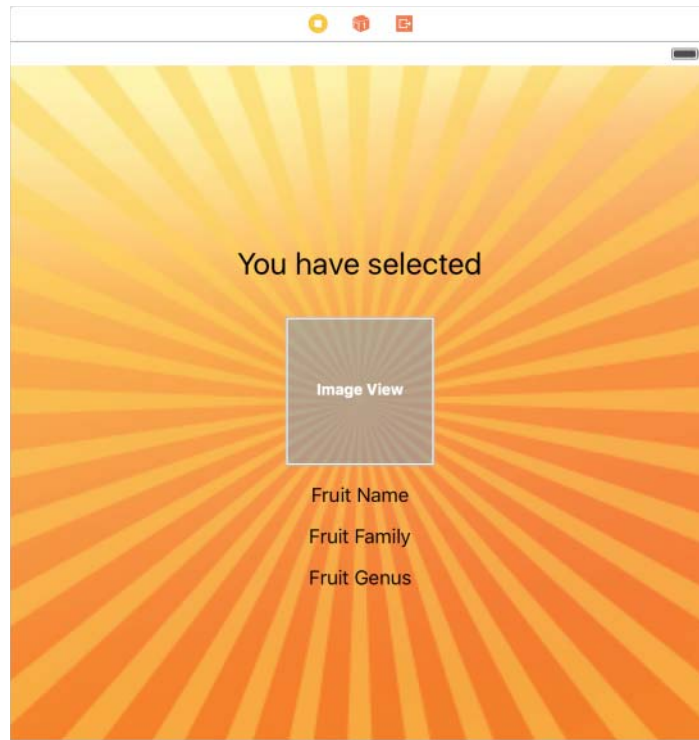 You have selected
Image View
Fruit Name
Fruit Family
Fruit Genus